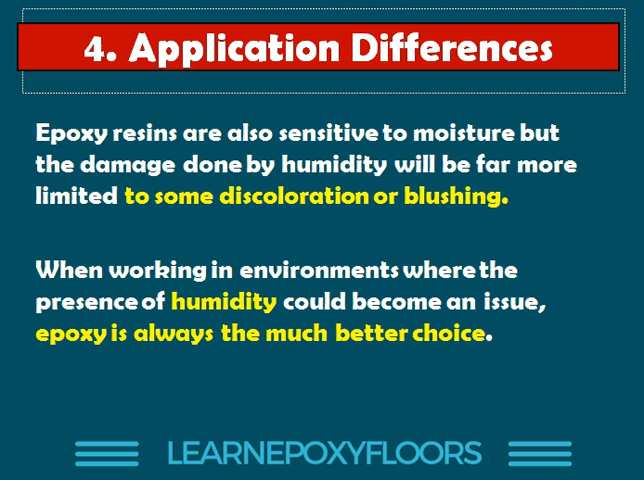 4. Application Differences
Epoxy resins are also sensitive to moisture but
the damage done by humidity will be far more
limited to some discoloration or blushing.
When working in environments where the
presence of humidity could become an issue,
epoxy is always the much better choice.
LEARNEPOXYFLOORS